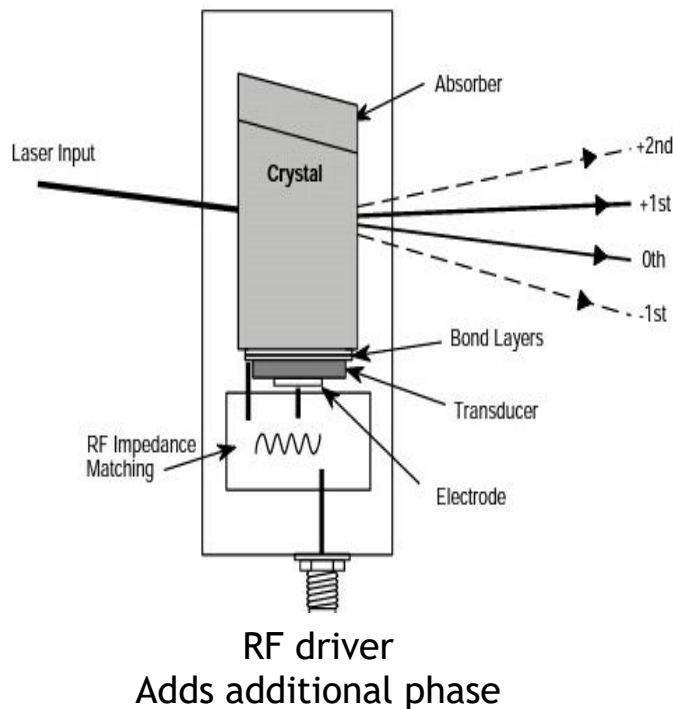 Absorber
+2nd
Laser Input
Crystal
+1st
0th
-1st
Bond Layers
Transducer
RF Impedance
Matching
Electrode
RF driver
Adds additional phase